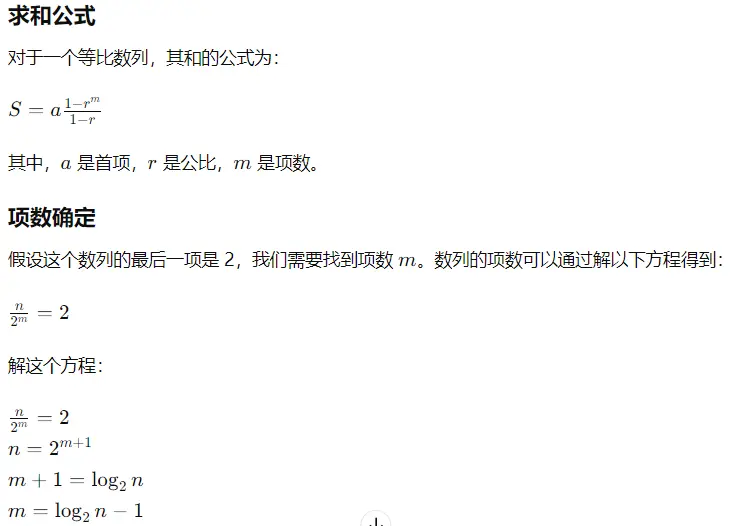 求和公式
对于一个等比数列，其和的公式为：
$S = a\frac{1-r^m}{1-r}$
其中，$a$ 是首项，$r$ 是公比，$m$ 是项数。
项数确定
假设这个数列的最后一项是 2，我们需要找到项数 $m$。数列的项数可以通过解以下方程得到：
$\frac{n}{2^m} = 2$
解这个方程：
$\frac{n}{2^m} = 2$
$n = 2^{m+1}$
$m + 1 = \log_2 n$
$m = \log_2 n - 1$